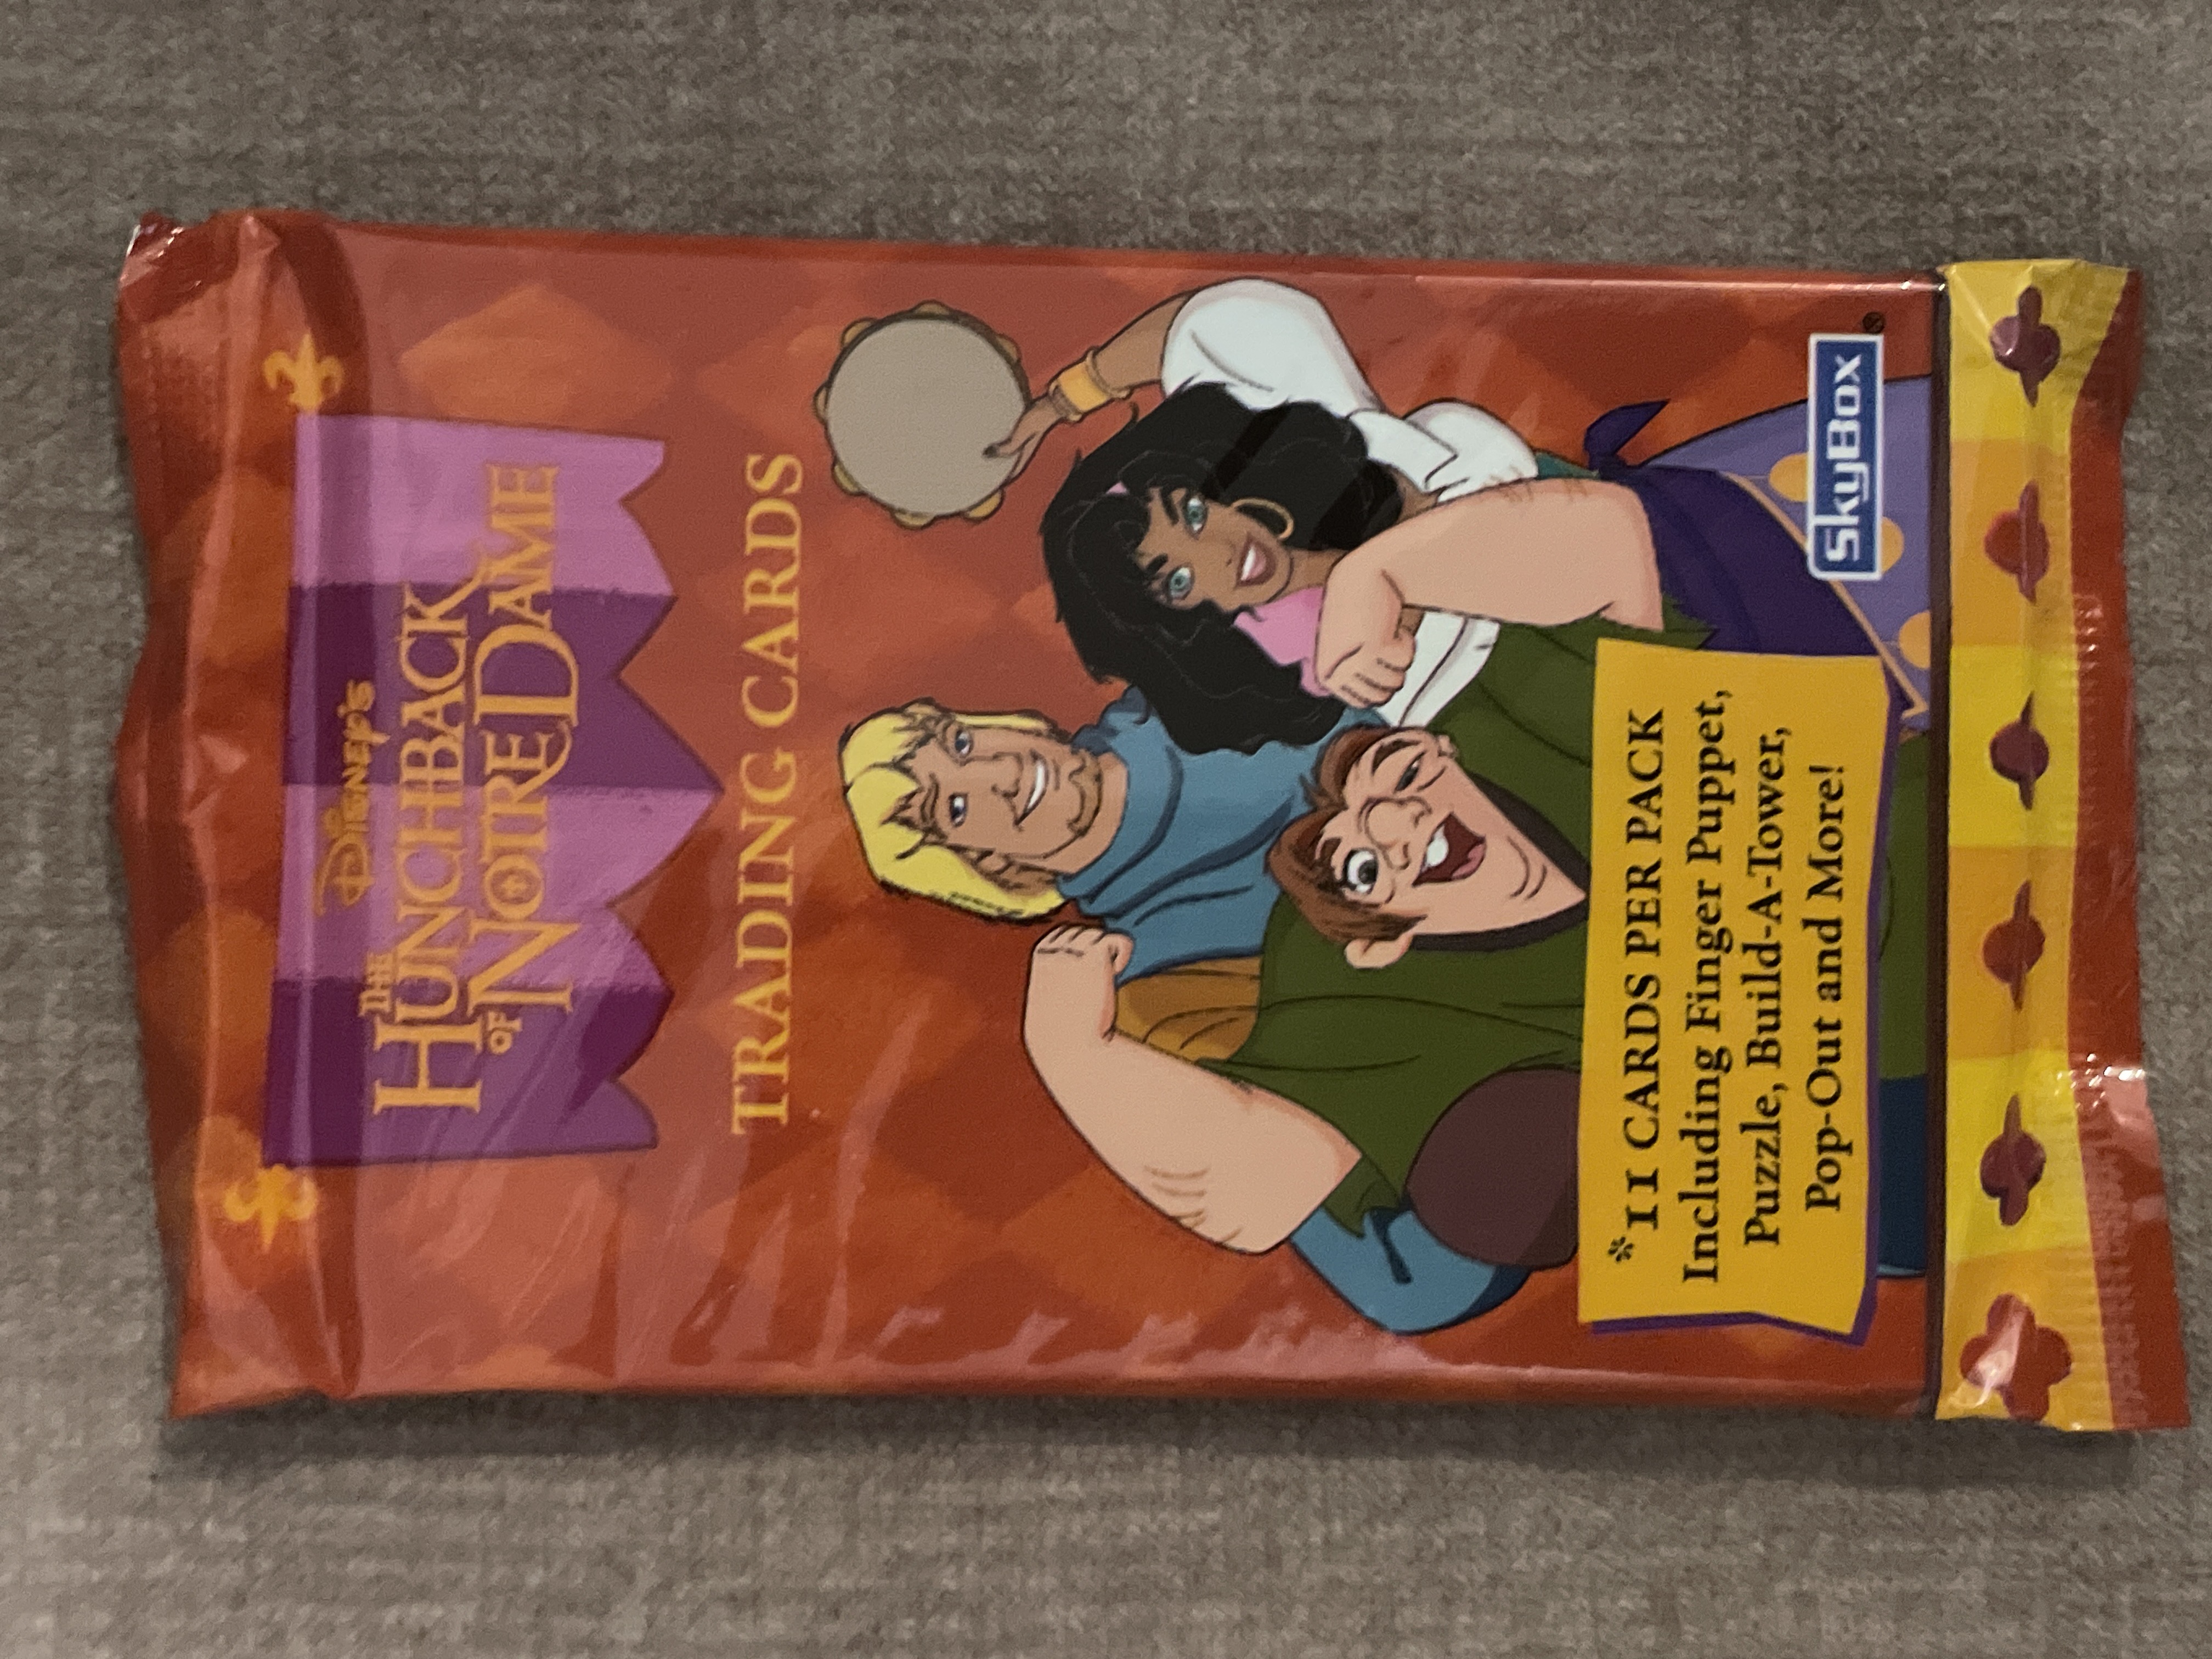 Disney's
THE
HUNCHBACK
OF NOTRE DAME
TRADING CARDS
*11 CARDS PER PACK
Including Finger Puppet,
Puzzle, Build-A-Tower,
Pop-Out and More!
SkyBox®